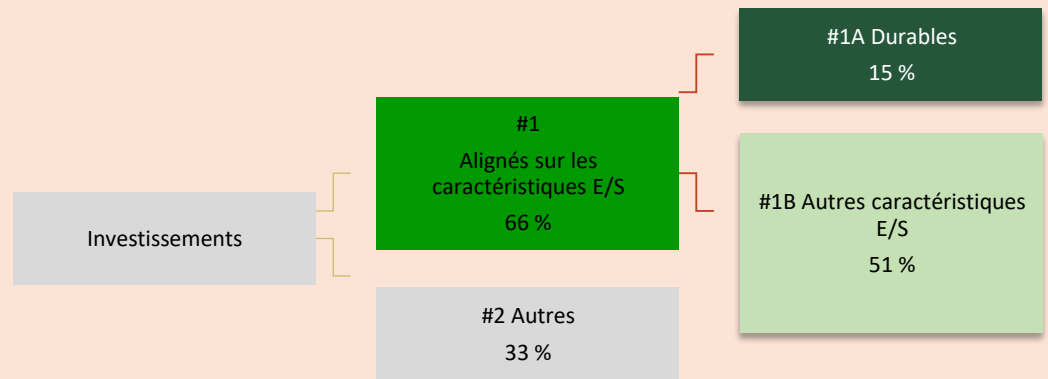 Investissements
#1
Alignés sur les
caractéristiques E/S
66 %
#2 Autres
33 %
#1A Durables
15 %
#1B Autres caractéristiques
E/S
51 %